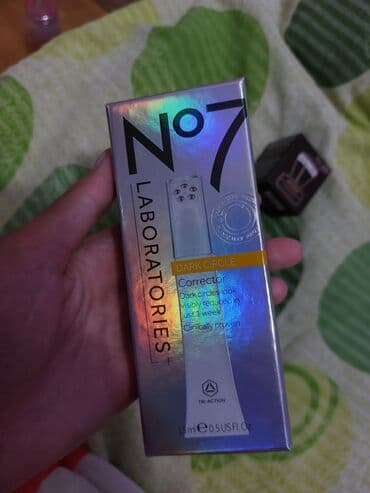 No7
LABORATORIES
DARK CIRCLE
Corrector
Dark circles look
visibly reduced in
just 1 week*
Clinically proven
TRI-ACTION
15ml e 0.5 US Fl. Oz.